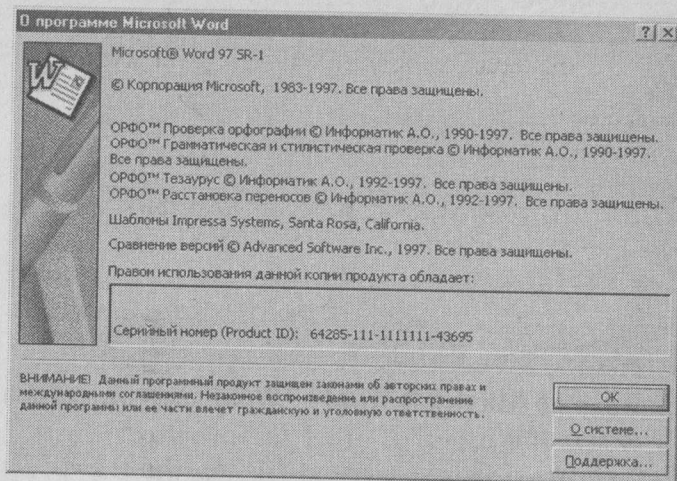 О программе Microsoft Word
? ×
W
Microsoft® Word 97 SR-1
© Корпорация Microsoft, 1983-1997. Все права защищены.
ОРФО™ Проверка орфографии © Информатик А.О., 1990-1997. Все права защищены.
ОРФО™ Грамматическая и стилистическая проверка © Информатик А.О., 1990-1997.
Все права защищены.
ОРФО™ Тезаурус © Информатик А.О., 1992-1997. Все права защищены.
ОРФО™ Расстановка переносов © Информатик А.О., 1992-1997. Все права защищены.
Шаблоны Impressa Systems, Santa Rosa, California.
Сравнение версий © Advanced Software Inc., 1997. Все права защищены.
Правом использования данной копии продукта обладает:
Серийный номер (Product ID): 64285-111-1111111-43695
ВНИМАНИЕ! Данный программный продукт защищен законами об авторских правах и
международными соглашениями. Незаконное воспроизведение или распространение
данной программы или ее части влечет гражданскую и уголовную ответственность.
ОК
О системе...
Поддержка...